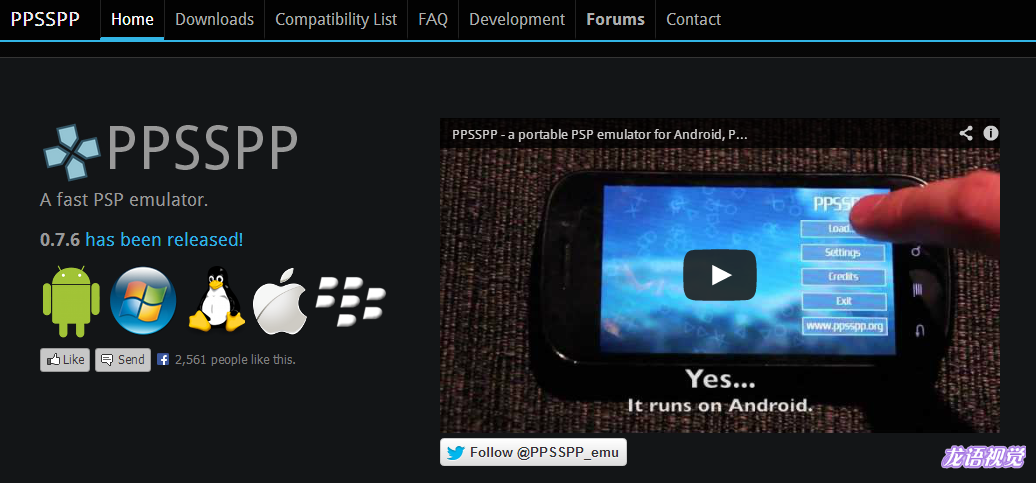 PPSSPP Home Downloads Compatibility List FAQ Development Forums Contact
PPSSPP
A fast PSP emulator.
0.7.6 has been released!
Like Send 2,561 people like this.
PPSSPP - a portable PSP emulator for Android, P...
Settings
Credits
Exit
www.ppsspp.org
Yes...
It runs on Android.
Follow @PPSSPP_emu
龙语视觉